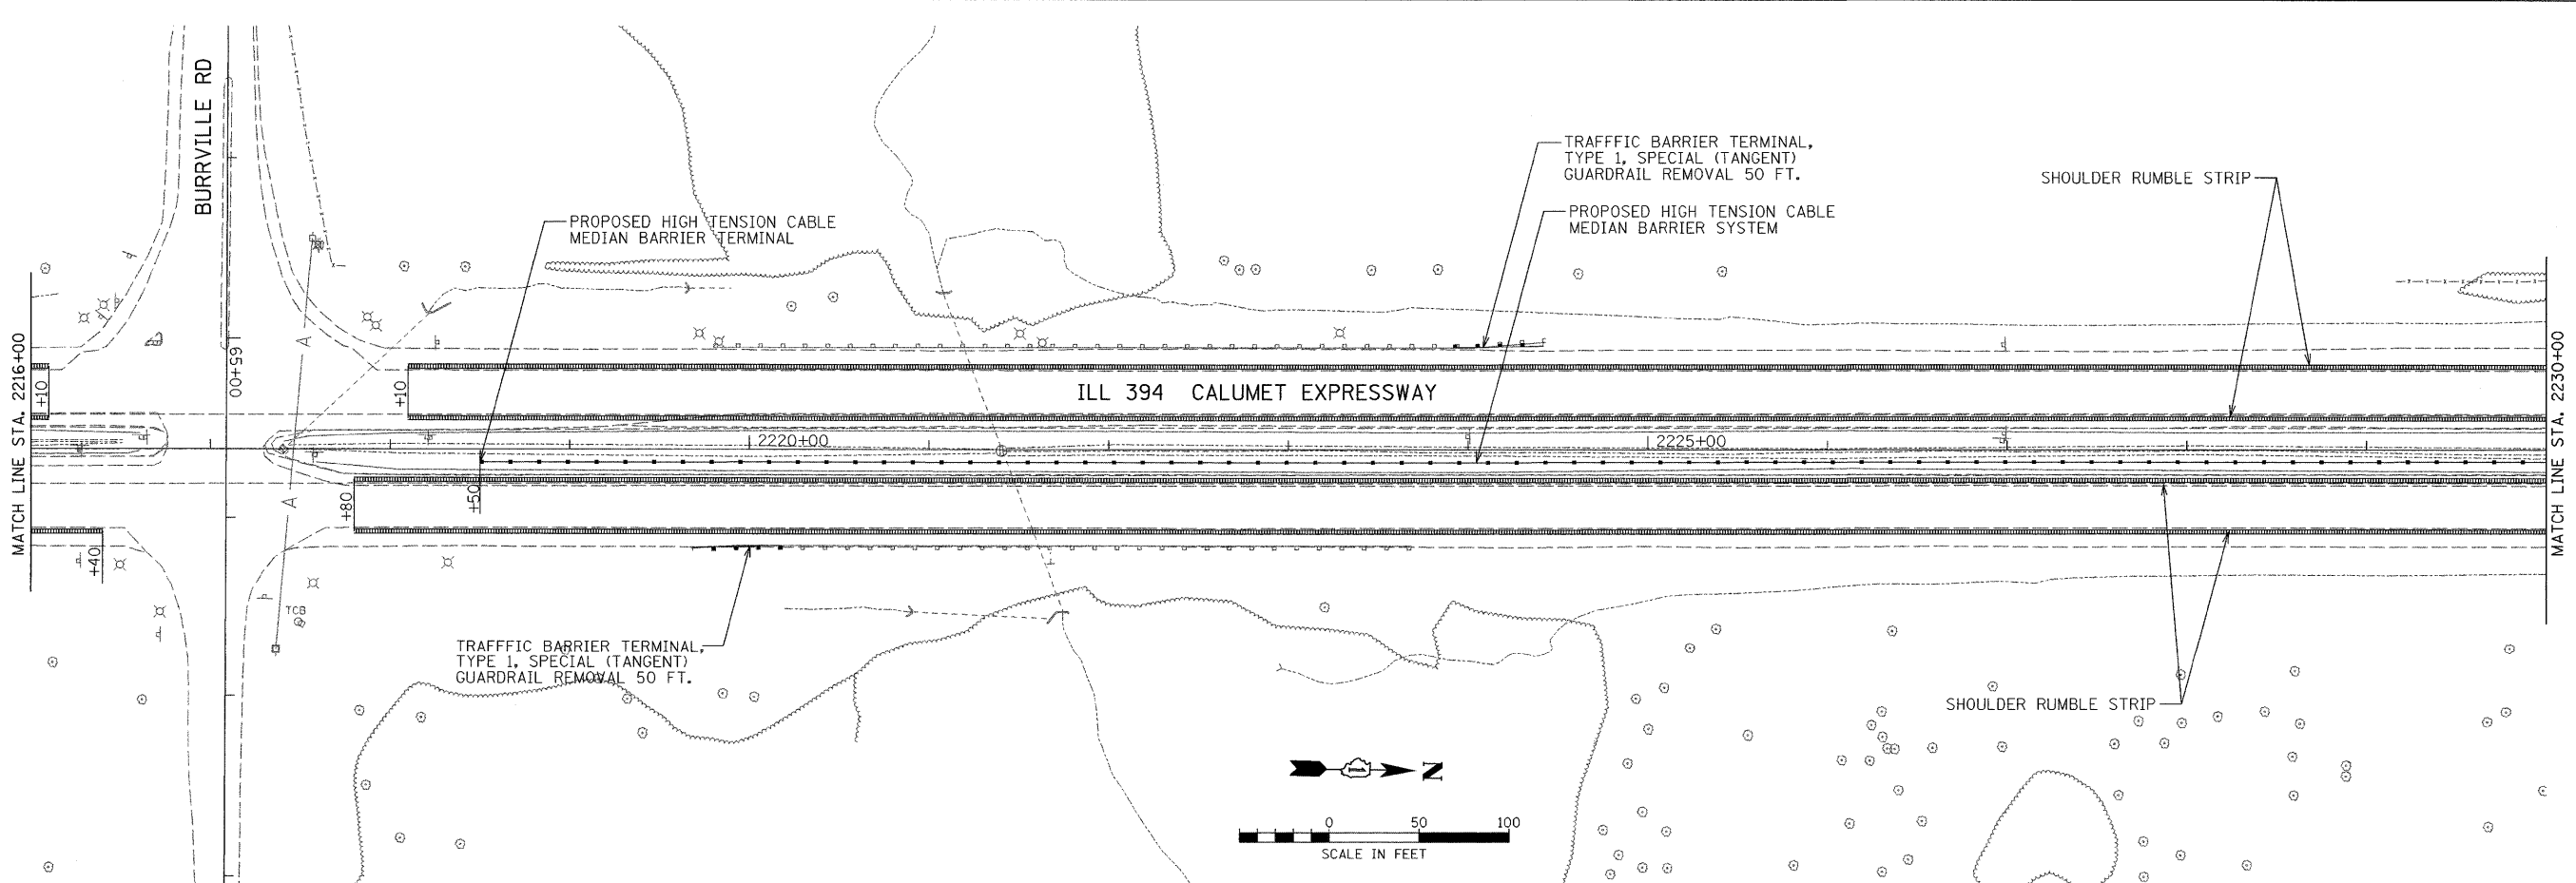 BURRVILLE RD
TRAFFFIC BARRIER TERMINAL,
TYPE 1, SPECIAL (TANGENT)
GUARDRAIL REMOVAL 50 FT.
SHOULDER RUMBLE STRIP
PROPOSED HIGH TENSION CABLE
MEDIAN BARRIER TERMINAL
PROPOSED HIGH TENSION CABLE
MEDIAN BARRIER SYSTEM
MATCH LINE STA. 2216+00
+10
65+00
A
+10
ILL 394 CALUMET EXPRESSWAY
MATCH LINE STA. 2230+00
2220+00
2225+00
A
+80
+50
+40
TCB
TRAFFFIC BARRIER TERMINAL,
TYPE 1, SPECIAL (TANGENT)
GUARDRAIL REMOVAL 50 FT.
SHOULDER RUMBLE STRIP
N
0 50 100
SCALE IN FEET